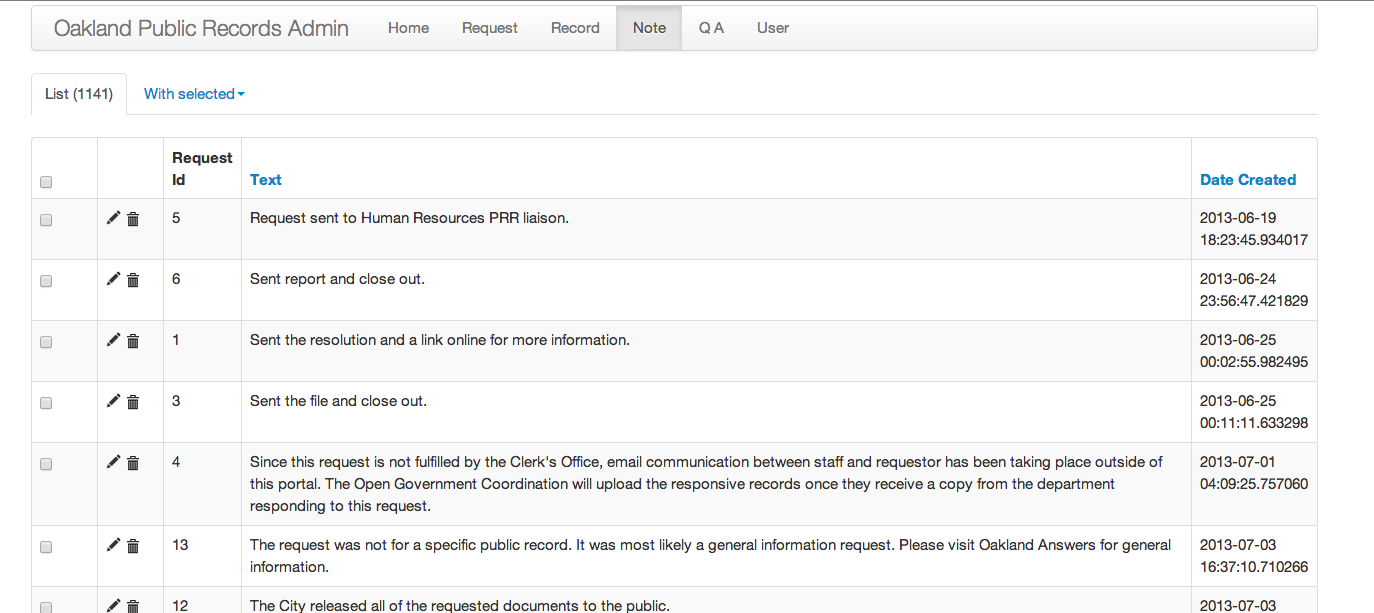 Oakland Public Records Admin Home Request Record Note Q A User
List (1141) With selected
Request
Id Text Date Created
5 Request sent to Human Resources PRR liaison. 2013-06-19
18:23:45.934017
6 Sent report and close out. 2013-06-24
23:56:47.421829
1 Sent the resolution and a link online for more information. 2013-06-25
00:02:55.982495
3 Sent the file and close out. 2013-06-25
00:11:11.633298
4 Since this request is not fulfilled by the Clerk's Office, email communication between staff and requestor has been taking place outside of 2013-07-01
this portal. The Open Government Coordination will upload the responsive records once they receive a copy from the department 04:09:25.757060
responding to this request.
13 The request was not for a specific public record. It was most likely a general information request. Please visit Oakland Answers for general 2013-07-03
information. 16:37:10.710266
12 The City released all of the requested documents to the public. 2013-07-03